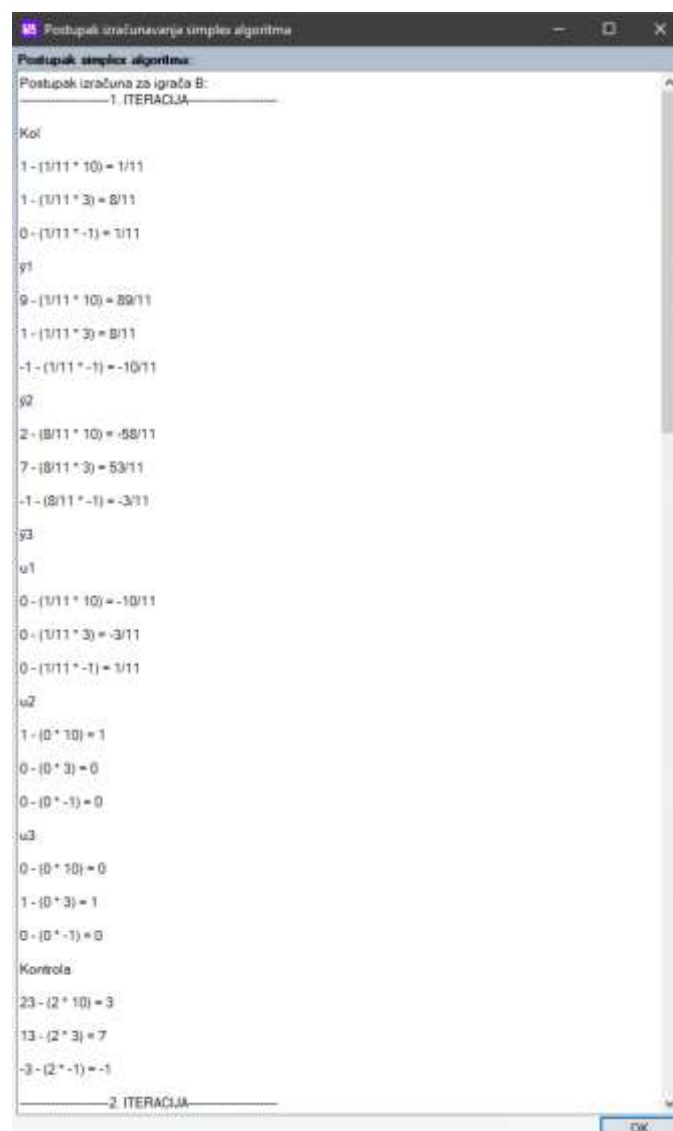 Postupak izračunavanja simplex algoritma
Postupak simplex algoritma:
Postupak izračuna za igrača B:
-----------------------1. ITERACIJA-----------------------
Kol
1 - (1/11 * 10) = 1/11
1 - (1/11 * 3) = 8/11
0 - (1/11 * -1) = 1/11
ÿ1
9 - (1/11 * 10) = 89/11
1 - (1/11 * 3) = 8/11
-1 - (1/11 * -1) = -10/11
ÿ2
2 - (8/11 * 10) = -58/11
7 - (8/11 * 3) = 53/11
-1 - (8/11 * -1) = -3/11
ÿ3
u1
0 - (1/11 * 10) = -10/11
0 - (1/11 * 3) = -3/11
0 - (1/11 * -1) = 1/11
u2
1 - (0 * 10) = 1
0 - (0 * 3) = 0
0 - (0 * -1) = 0
u3
0 - (0 * 10) = 0
1 - (0 * 3) = 1
0 - (0 * -1) = 0
Kontrola
23 - (2 * 10) = 3
13 - (2 * 3) = 7
-3 - (2 * -1) = -1
-----------------------2. ITERACIJA-----------------------
OK